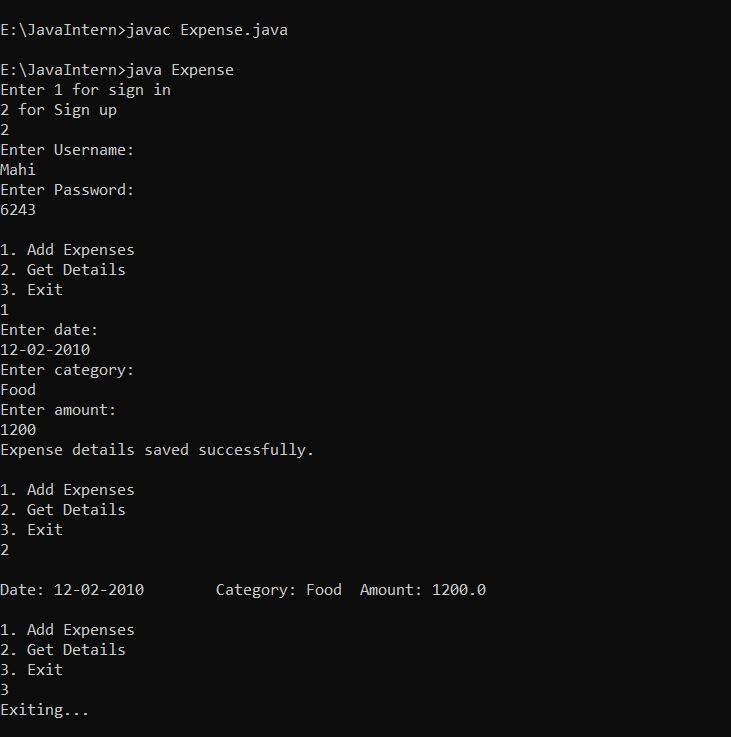 E:\JavaIntern>javac Expense.java
E:\JavaIntern>java Expense
Enter 1 for sign in
2 for Sign up
2
Enter Username:
Mahi
Enter Password:
6243
1. Add Expenses
2. Get Details
3. Exit
1
Enter date:
12-02-2010
Enter category:
Food
Enter amount:
1200
Expense details saved successfully.
1. Add Expenses
2. Get Details
3. Exit
2
Date: 12-02-2010        Category: Food  Amount: 1200.0
1. Add Expenses
2. Get Details
3. Exit
3
Exiting...